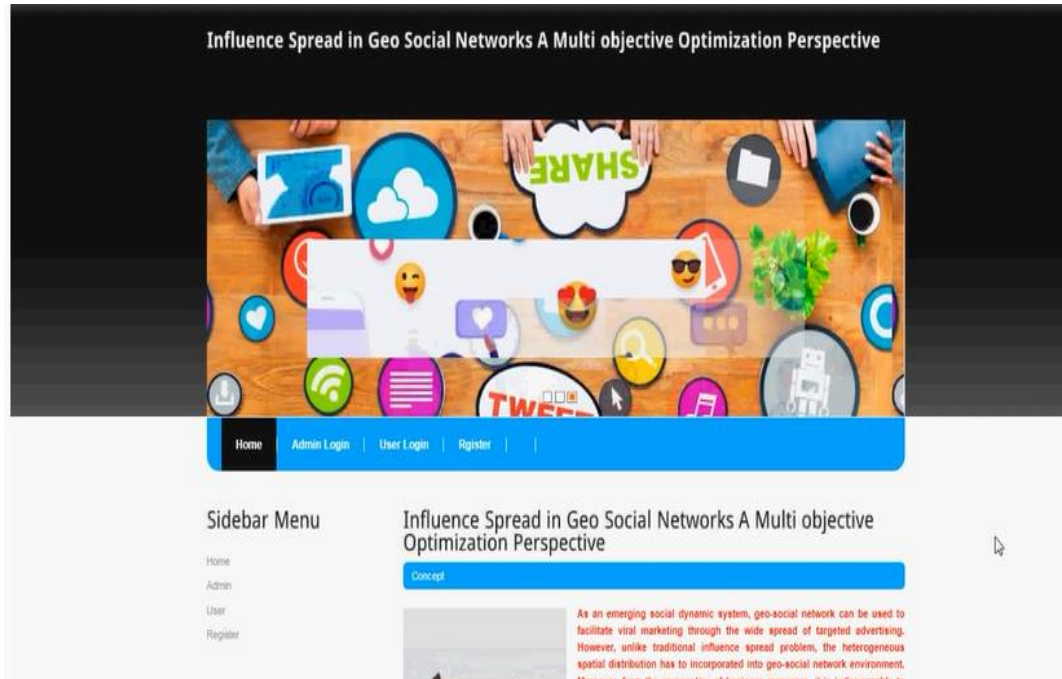 Influence Spread in Geo Social Networks A Multi objective Optimization Perspective
SHARE
TWEET
Home
Admin Login
User Login
Rgister
Sidebar Menu
Home
Admin
User
Register
Influence Spread in Geo Social Networks A Multi objective
Optimization Perspective
Concept
As an emerging social dynamic system, geo-social network can be used to
facilitate viral marketing through the wide spread of targeted advertising.
However, unlike traditional influence spread problem, the heterogeneous
spatial distribution has to incorporated into geo-social network environment.